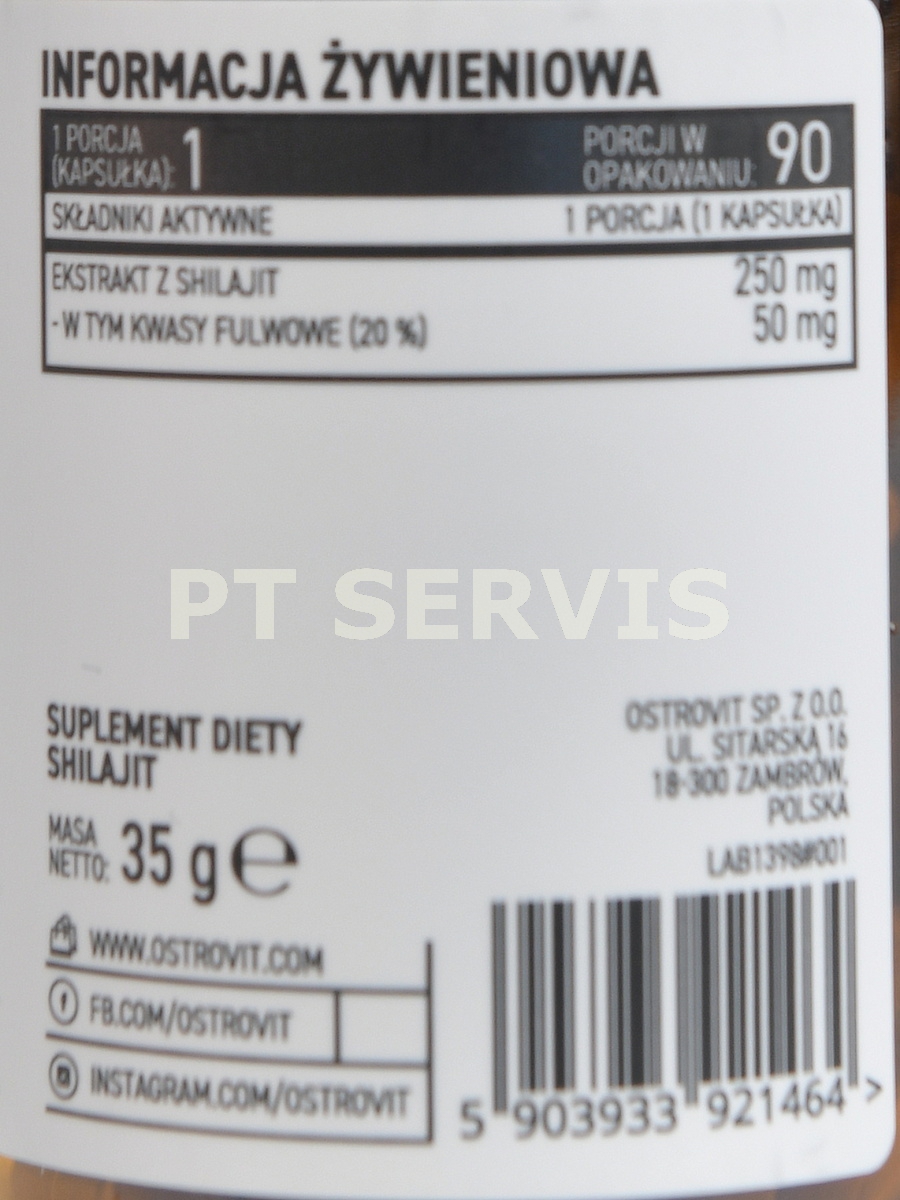 INFORMACJA ŻYWIENIOWA
1 PORCJA
(KAPSUŁKA): 1
PORCJI W
OPAKOWANIU: 90
SKŁADNIKI AKTYWNE 1 PORCJA (1 KAPSUŁKA)
EKSTRAKT Z SHILAJIT 250 mg
- W TYM KWASY FULWOWE (20 %) 50 mg
PT SERVIS
SUPLEMENT DIETY
SHILAJIT
MASA
NETTO: 35 g ℮
OSTROVIT SP. Z O.O.
UL. SITARSKA 16
18-300 ZAMBRÓW,
POLSKA
LAB1398#001
WWW.OSTROVIT.COM
FB.COM/OSTROVIT
INSTAGRAM.COM/OSTROVIT
5 903933 921464 >